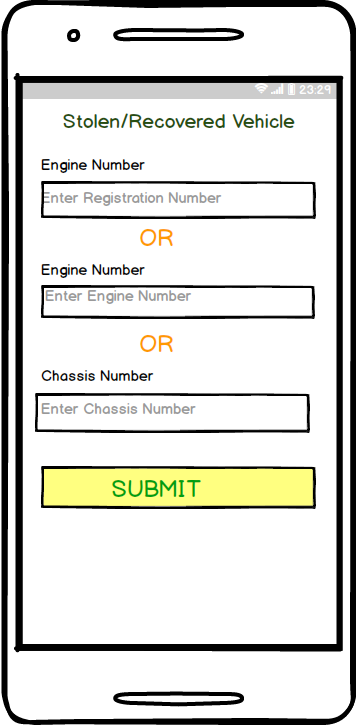 23:29
Stolen/Recovered Vehicle
Engine Number
Enter Registration Number
OR
Engine Number
Enter Engine Number
OR
Chassis Number
Enter Chassis Number
SUBMIT